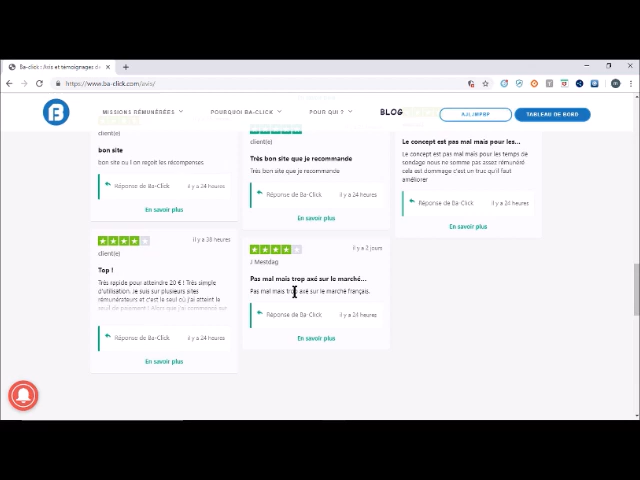 Ba-click : Avis et témoignages d
https://www.ba-click.com/avis/
MISSIONS RÉMUNÉRÉES
POURQUOI BA-CLICK
POUR QUI ?
BLOG
TABLEAU DE BORD
client(e)
bon site
bon site ou l on reçoit les récompenses.
Réponse de Ba-Click
il y a 24 heures
En savoir plus
client(e)
Très bon site que je recommande
Très bon site que je recommande
Réponse de Ba-Click
il y a 24 heures
En savoir plus
Le concept est pas mal mais pour les...
Le concept est pas mal mais pour les temps de
sondage nous ne somme pas assez rémunéré
cela est dommage c'est un truc qu'il faut
améliorer
Réponse de Ba-Click
il y a 24 heures
En savoir plus
il y a 38 heures
client(e)
Top !
Très rapide pour atteindre 20 € ! Très simple
d'utilisation. Je suis sur plusieurs sites
rémunérateurs et c'est le seul où j'ai atteint le
seuil de paiement ! Alors que j'ai commencé sur
Réponse de Ba-Click
il y a 24 heures
En savoir plus
il y a 2 jours
J Mestdag
Pas mal mais trop axé sur le marché...
Pas mal mais trop axé sur le marché français.
Réponse de Ba-Click
il y a 24 heures
En savoir plus